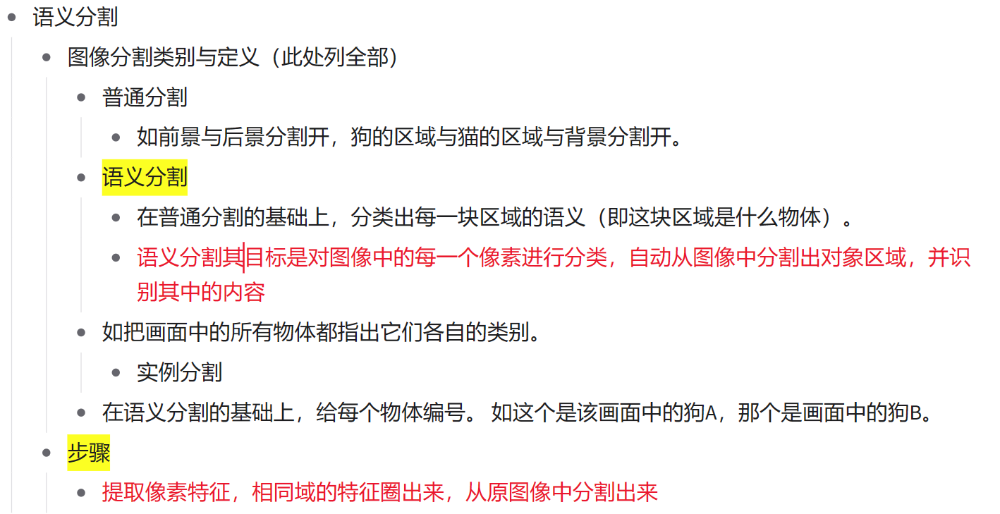 语义分割
图像分割类别与定义（此处列全部）
普通分割
如前景与后景分割开，狗的区域与猫的区域与背景分割开。
语义分割
在普通分割的基础上，分类出每一块区域的语义（即这块区域是什么物体）。
语义分割其目标是对图像中的每一个像素进行分类，自动从图像中分割出对象区域，并识
别其中的内容
如把画面中的所有物体都指出它们各自的类别。
实例分割
在语义分割的基础上，给每个物体编号。 如这个是该画面中的狗A，那个是画面中的狗B。
步骤
提取像素特征，相同域的特征圈出来，从原图像中分割出来